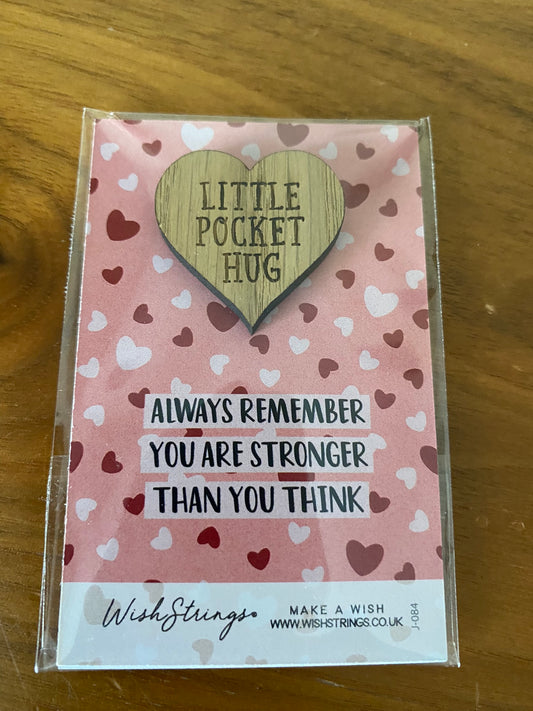 LITTLE
POCKET
HUG
ALWAYS REMEMBER
YOU ARE STRONGER
THAN YOU THINK
WishStrings®
MAKE A WISH
WWW.WISHSTRINGS.CO.UK
J-084